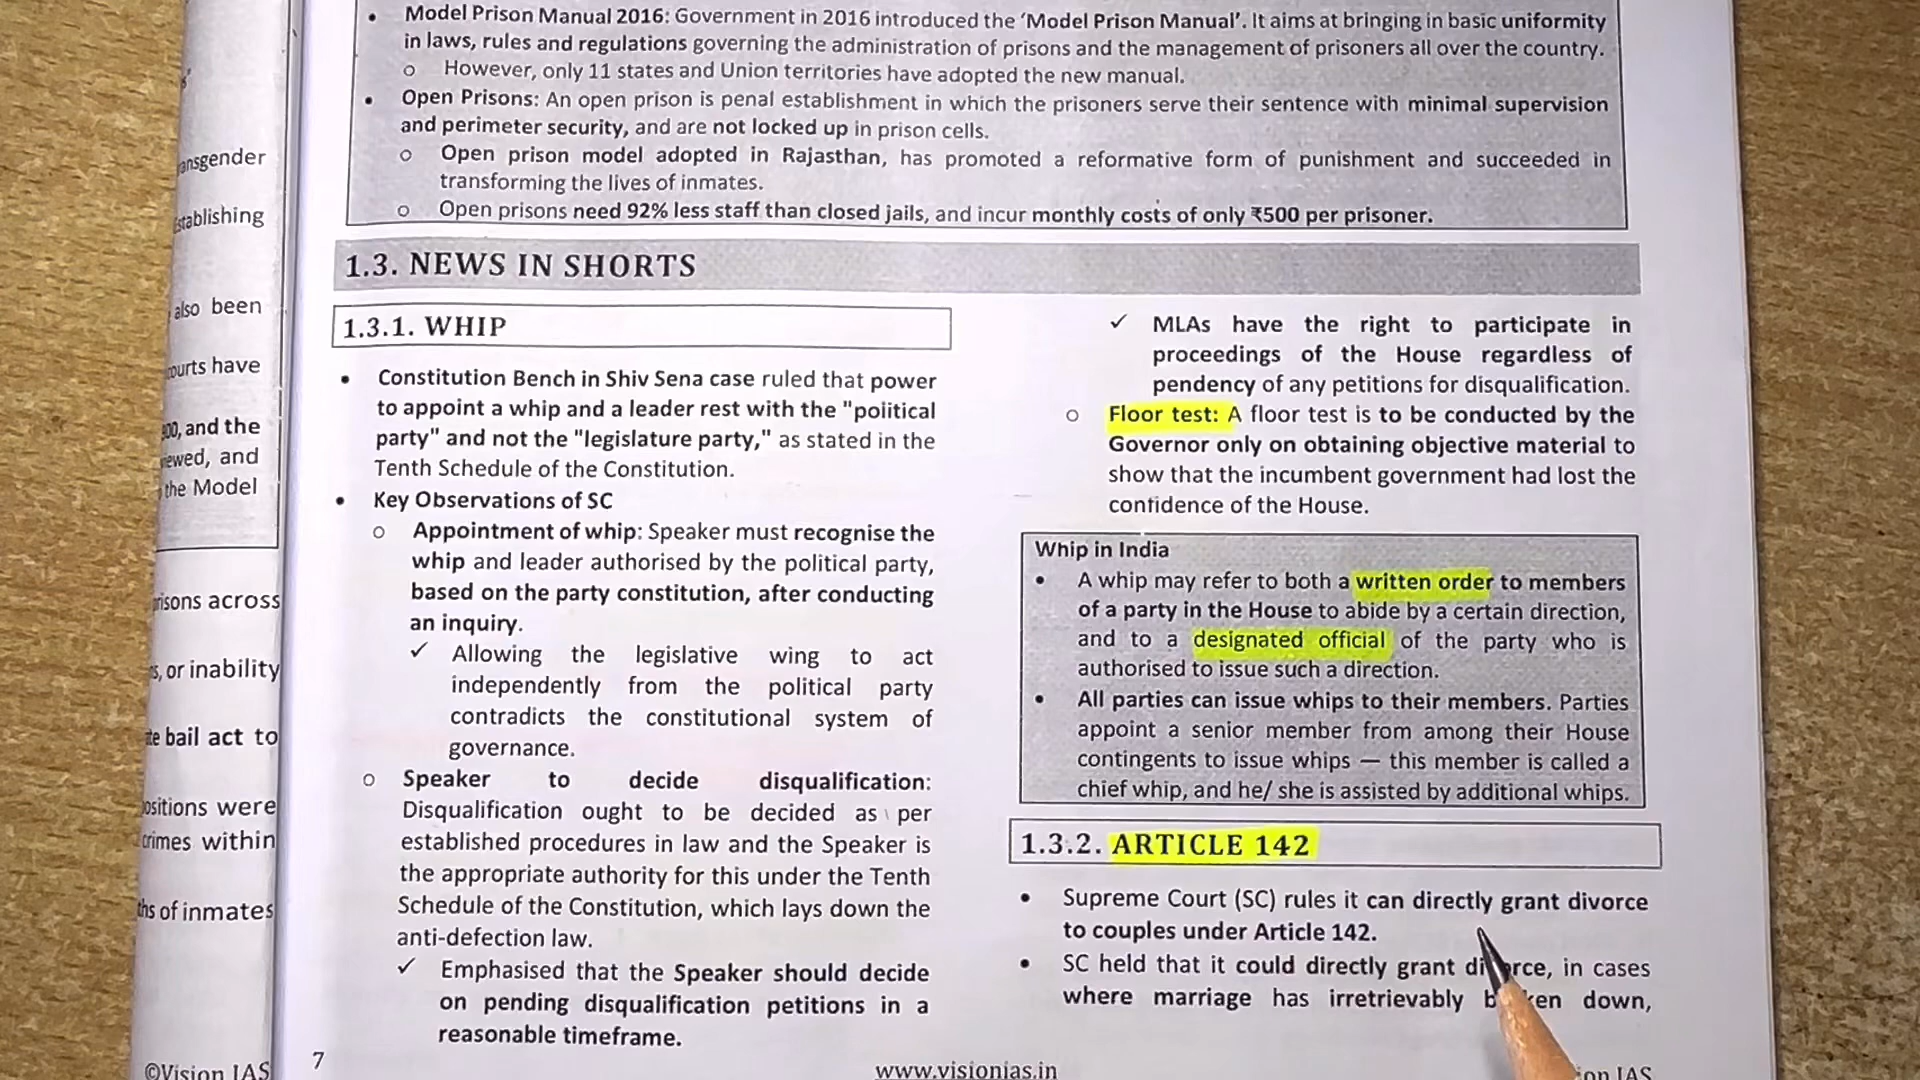 Model Prison Manual 2016: Government in 2016 introduced the 'Model Prison Manual'. It aims at bringing in basic uniformity
in laws, rules and regulations governing the administration of prisons and the management of prisoners all over the country.
o However, only 11 states and Union territories have adopted the new manual.
• Open Prisons: An open prison is penal establishment in which the prisoners serve their sentence with minimal supervision
and perimeter security, and are not locked up in prison cells.
o Open prison model adopted in Rajasthan, has promoted a reformative form of punishment and succeeded in
transforming the lives of inmates.
o Open prisons need 92% less staff than closed jails, and incur monthly costs of only ₹500 per prisoner.
1.3. NEWS IN SHORTS
1.3.1. WHIP
• Constitution Bench in Shiv Sena case ruled that power
to appoint a whip and a leader rest with the "political
party" and not the "legislature party," as stated in the
Tenth Schedule of the Constitution.
• Key Observations of SC
o Appointment of whip: Speaker must recognise the
whip and leader authorised by the political party,
based on the party constitution, after conducting
an inquiry.
✓ Allowing the legislative wing to act
independently from the political party
contradicts the constitutional system of
governance.
o Speaker to decide disqualification:
Disqualification ought to be decided as per
established procedures in law and the Speaker is
the appropriate authority for this under the Tenth
Schedule of the Constitution, which lays down the
anti-defection law.
✓ Emphasised that the Speaker should decide
on pending disqualification petitions in a
reasonable timeframe.
✓ MLAs have the right to participate in
proceedings of the House regardless of
pendency of any petitions for disqualification.
o Floor test: A floor test is to be conducted by the
Governor only on obtaining objective material to
show that the incumbent government had lost the
confidence of the House.
Whip in India
• A whip may refer to both a written order to members
of a party in the House to abide by a certain direction,
and to a designated official of the party who is
authorised to issue such a direction.
• All parties can issue whips to their members. Parties
appoint a senior member from among their House
contingents to issue whips — this member is called a
chief whip, and he/ she is assisted by additional whips.
1.3.2. ARTICLE 142
• Supreme Court (SC) rules it can directly grant divorce
to couples under Article 142.
• SC held that it could directly grant in cases
where marriage has irretrievably down,
7
www.visionias.in
IAS
also been
courts have
and the
and
the Model
across
or inability
bail act to
were
crimes within
of inmates
©Vision IAS